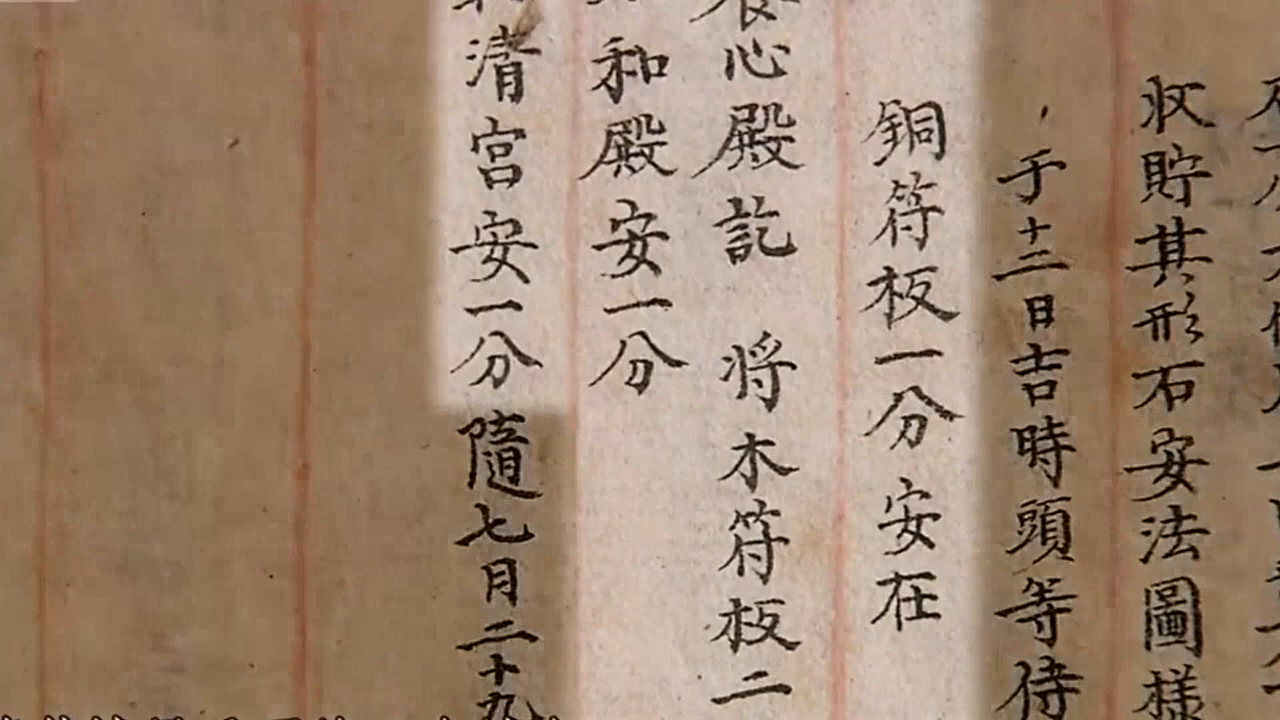 收貯其形石安法圖樣
于十二日吉時頭等侍
銅符板一分安在
養心殿訖 將木符板二
和殿安一分
清宮安一分隨七月二十九